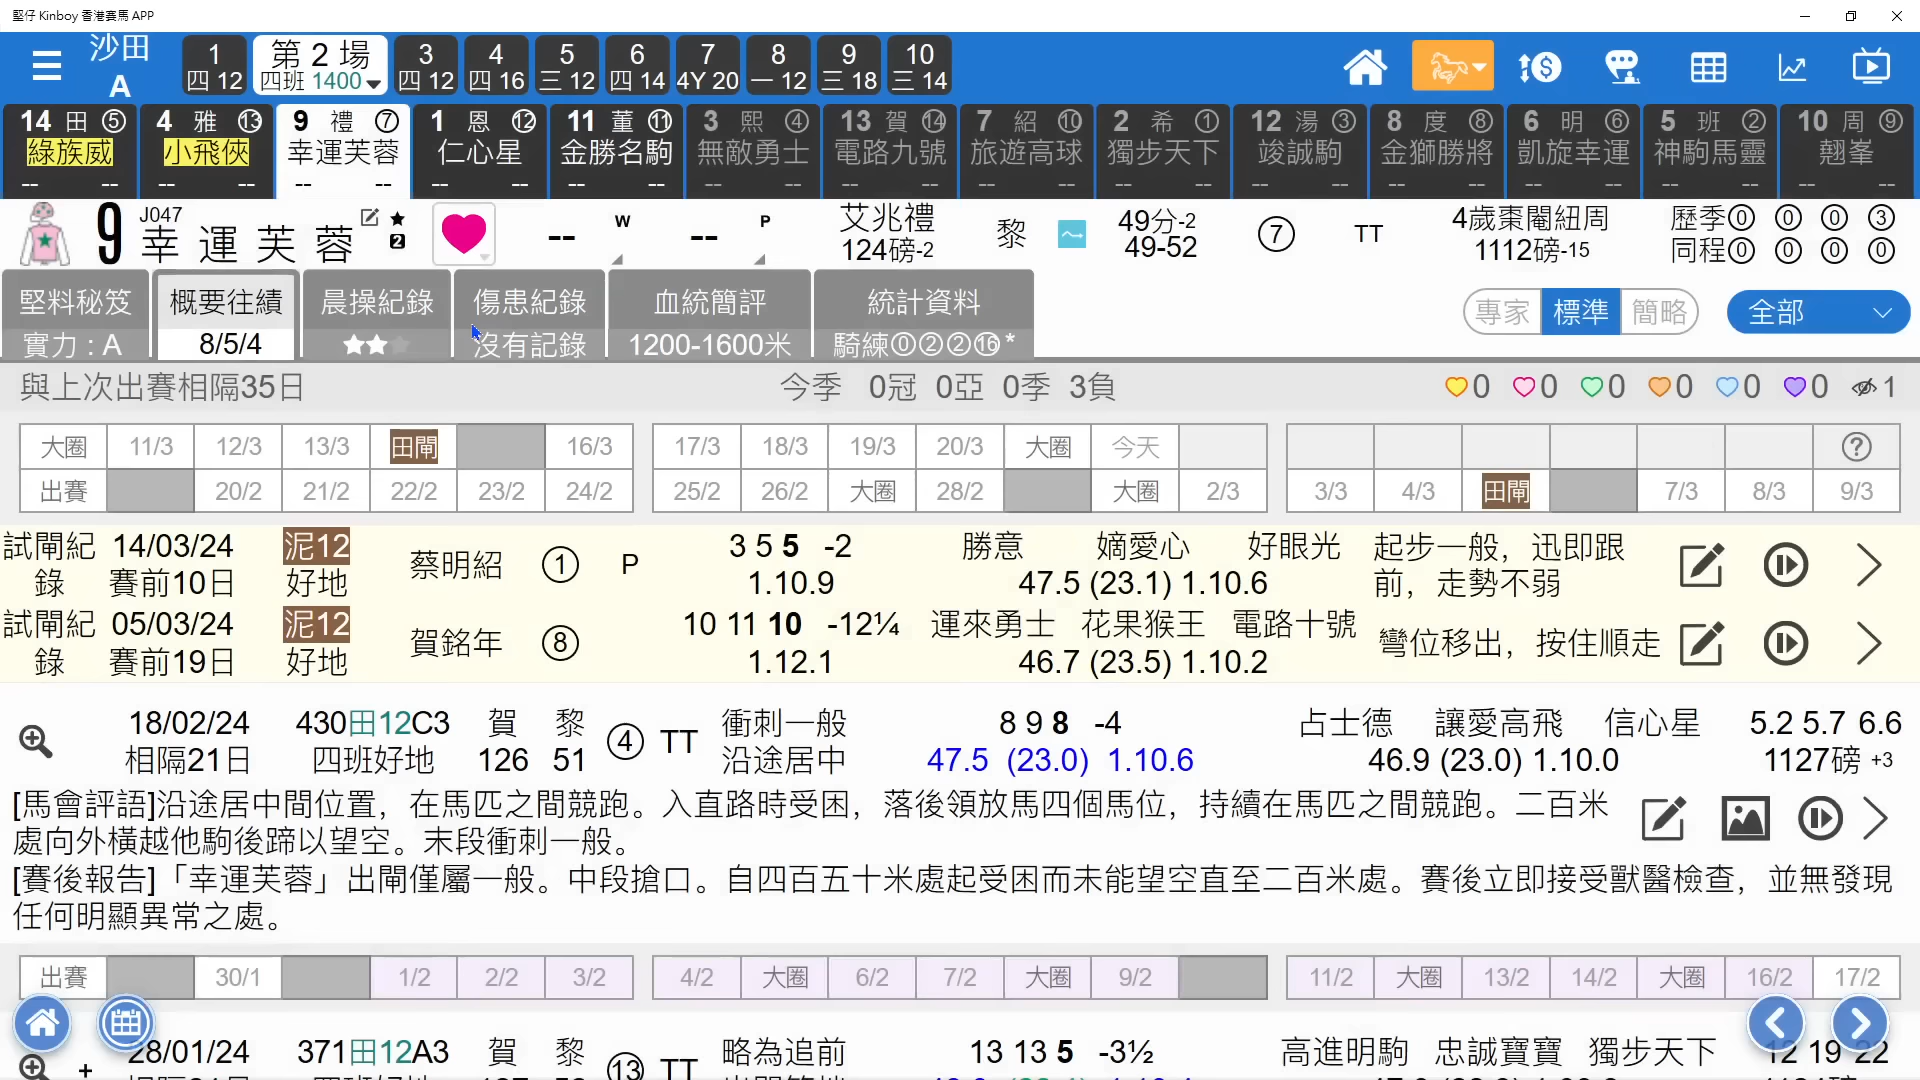 堅仔 Kinboy 香港賽馬 APP
沙田 A
1 四 12
第 2 場 四班 1400
3 四 12
4 四 16
5 三 12
6 四 14
7 4Y 20
8 一 12
9 三 18
10 三 14
14 田 ⑤ 綠族威 -- --
4 雅 ⑬ 小飛俠 -- --
9 禮 ⑦ 幸運芙蓉 -- --
1 恩 ⑫ 仁心星 -- --
11 董 ⑪ 金勝名駒 -- --
3 熙 ④ 無敵勇士 -- --
13 賀 ⑭ 電路九號 -- --
7 紹 ⑩ 旅遊高球 -- --
2 希 ① 獨步天下 -- --
12 湯 ③ 竣誠駒 -- --
8 度 ⑧ 金獅勝將 -- --
6 明 ⑥ 凱旋幸運 -- --
5 班 ② 神駒馬靈 -- --
10 周 ⑨ 翹峯 -- --
9 J047 幸運芙蓉 ★ 2
-- W -- P
艾兆禮 124磅-2
黎
49分-2 49-52
⑦ TT
4歲棗閹紐周 1112磅-15
歷季⓪ ⓪ ⓪ ③
同程⓪ ⓪ ⓪ ⓪
堅料秘笈 實力 : A
概要往績 8/5/4
晨操紀錄 ★★★
傷患紀錄 沒有記錄
血統簡評 1200-1600米
統計資料 騎練⓪②②⑯*
專家 標準 簡略 全部
與上次出賽相隔35日 今季 0冠 0亞 0季 3負 0 0 0 0 0 0 1
大圈 11/3 12/3 13/3 田閘 16/3 17/3 18/3 19/3 20/3 大圈 今天 ?
出賽 20/2 21/2 22/2 23/2 24/2 25/2 26/2 大圈 28/2 大圈 2/3 3/3 4/3 田閘 7/3 8/3 9/3
試閘紀 14/03/24 泥12 蔡明紹 ① P 3 5 5 -2 勝意 嫡愛心 好眼光 起步一般，迅即跟
錄 賽前10日 好地 1.10.9 47.5 (23.1) 1.10.6 前，走勢不弱
試閘紀 05/03/24 泥12 賀銘年 ⑧ 10 11 10 -12¼ 運來勇士 花果猴王 電路十號 彎位移出，按住順走
錄 賽前19日 好地 1.12.1 46.7 (23.5) 1.10.2
18/02/24 430田12C3 賀 黎 ④ TT 衝刺一般 8 9 8 -4 占士德 讓愛高飛 信心星 5.2 5.7 6.6
相隔21日 四班好地 126 51 沿途居中 47.5 (23.0) 1.10.6 46.9 (23.0) 1.10.0 1127磅 +3
[馬會評語]沿途居中間位置，在馬匹之間競跑。入直路時受困，落後領放馬四個馬位，持續在馬匹之間競跑。二百米
處向外橫越他駒後蹄以望空。末段衝刺一般。
[賽後報告]「幸運芙蓉」出閘僅屬一般。中段搶口。自四百五十米處起受困而未能望空直至二百米處。賽後立即接受獸醫檢查，並無發現
任何明顯異常之處。
出賽 30/1 1/2 2/2 3/2 4/2 大圈 6/2 7/2 大圈 9/2 11/2 大圈 13/2 14/2 大圈 16/2 17/2
+ 28/01/24 371田12A3 賀 黎 ⑬ TT 略為追前 13 13 5 -3½ 高進明駒 忠誠寶寶 獨步天下 12 19 22